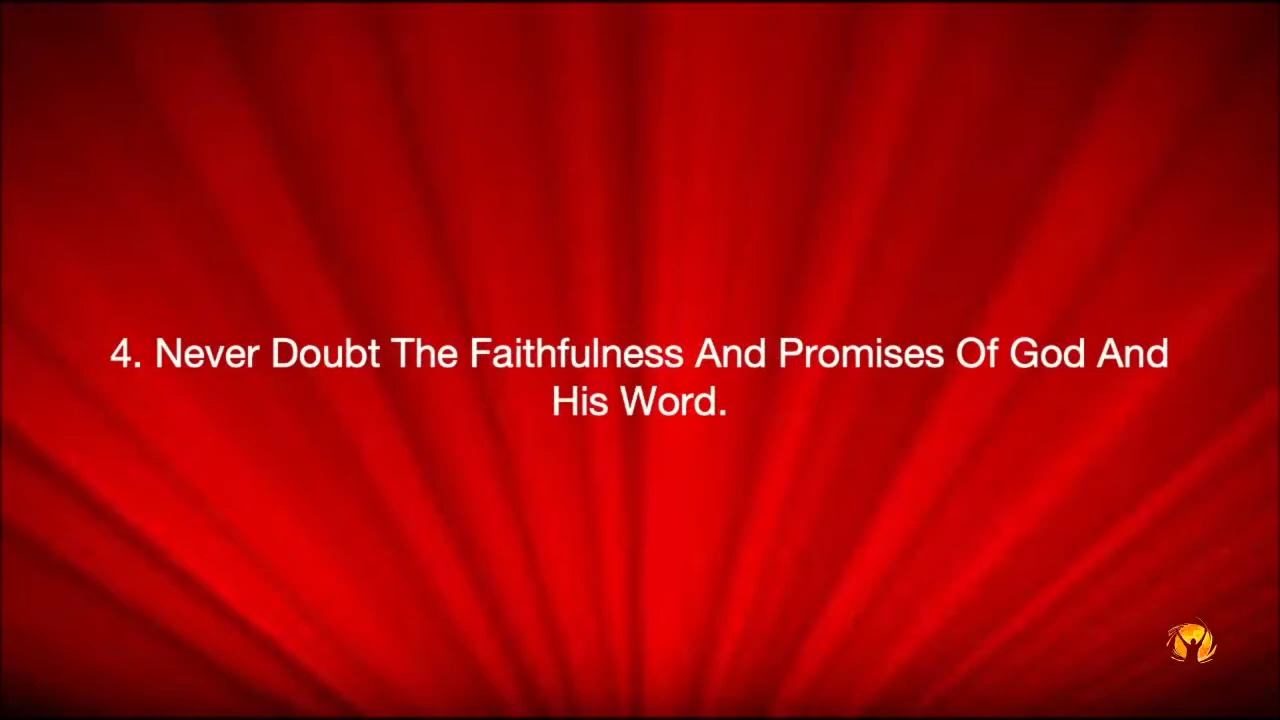 4. Never Doubt The Faithfulness And Promises Of God And
His Word.